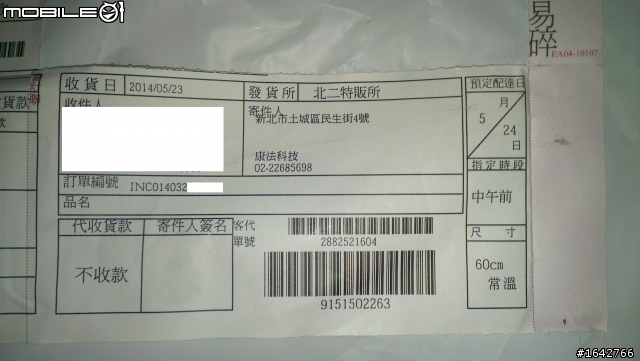 MOBILE01
易碎
EA04-10107
收貨日 2014/05/23 發貨所 北二特販所
預定配達日
5月24日
收件人
寄件人
新北市土城區民生街4號
康法科技
02-22685698
指定時段
中午前
訂單編號 INC014032
品名
代收貨款 寄件人簽名
不收款
客代
單號
2882521604
9151502263
尺寸
60cm
常溫
貨款
聯
#1642766